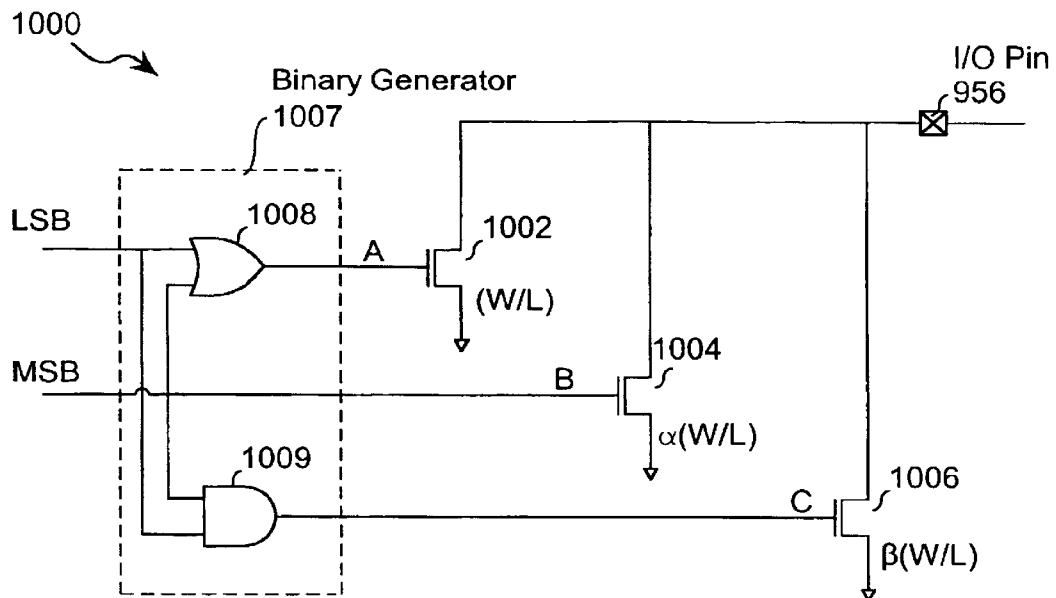 1000
Binary Generator
1007
I/O Pin
956
LSB
1008
A
1002
(W/L)
MSB
B
1004
α(W/L)
1009
C
1006
β(W/L)